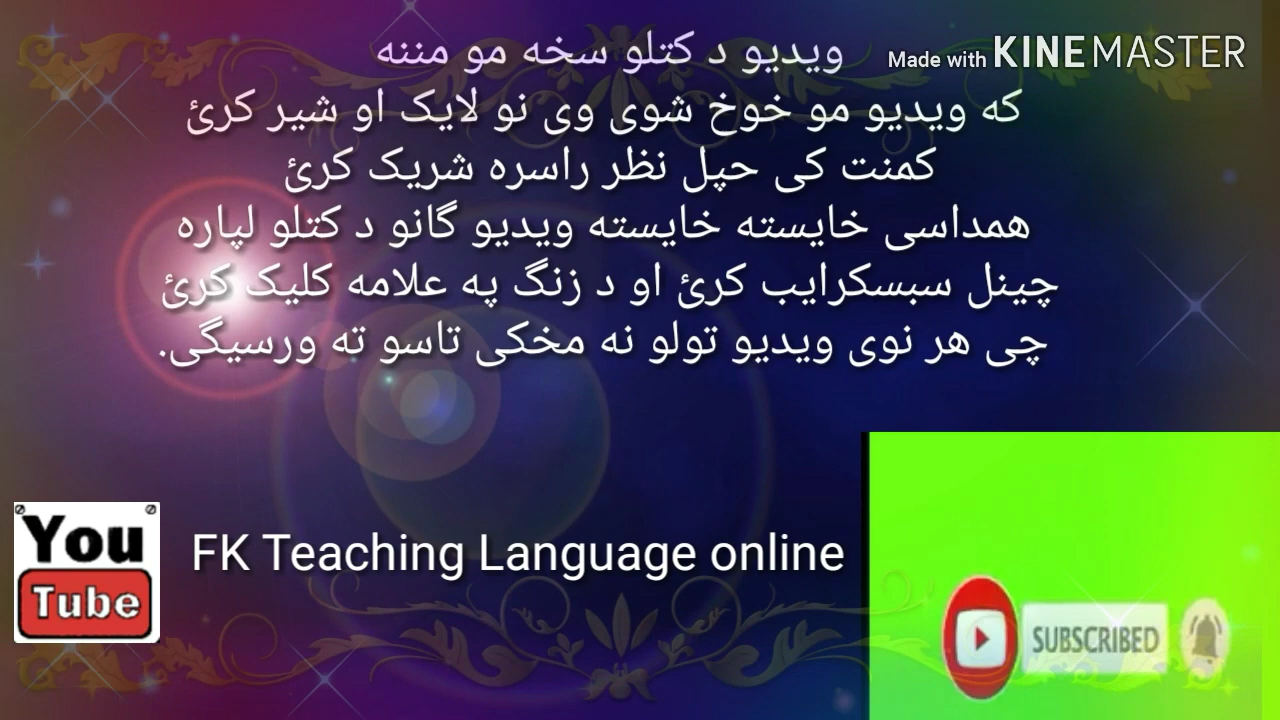 ویدیو د کتلو سخه مو مننه
Made with KINEMASTER
که ویدیو مو خوخ شوی وی نو لایک او شیر کرئ
کمنت کی حپل نظر راسره شریک کرئ
همداسی خایسته خایسته ویدیو گانو د کتلو لپاره
چینل سبسکرایب کرئ او د زنگ په علامه کلیک کرئ
چی هر نوی ویدیو تولو نه مخکی تاسو ته ورسیگی.
You
Tube
FK Teaching Language online
SUBSCRIBED